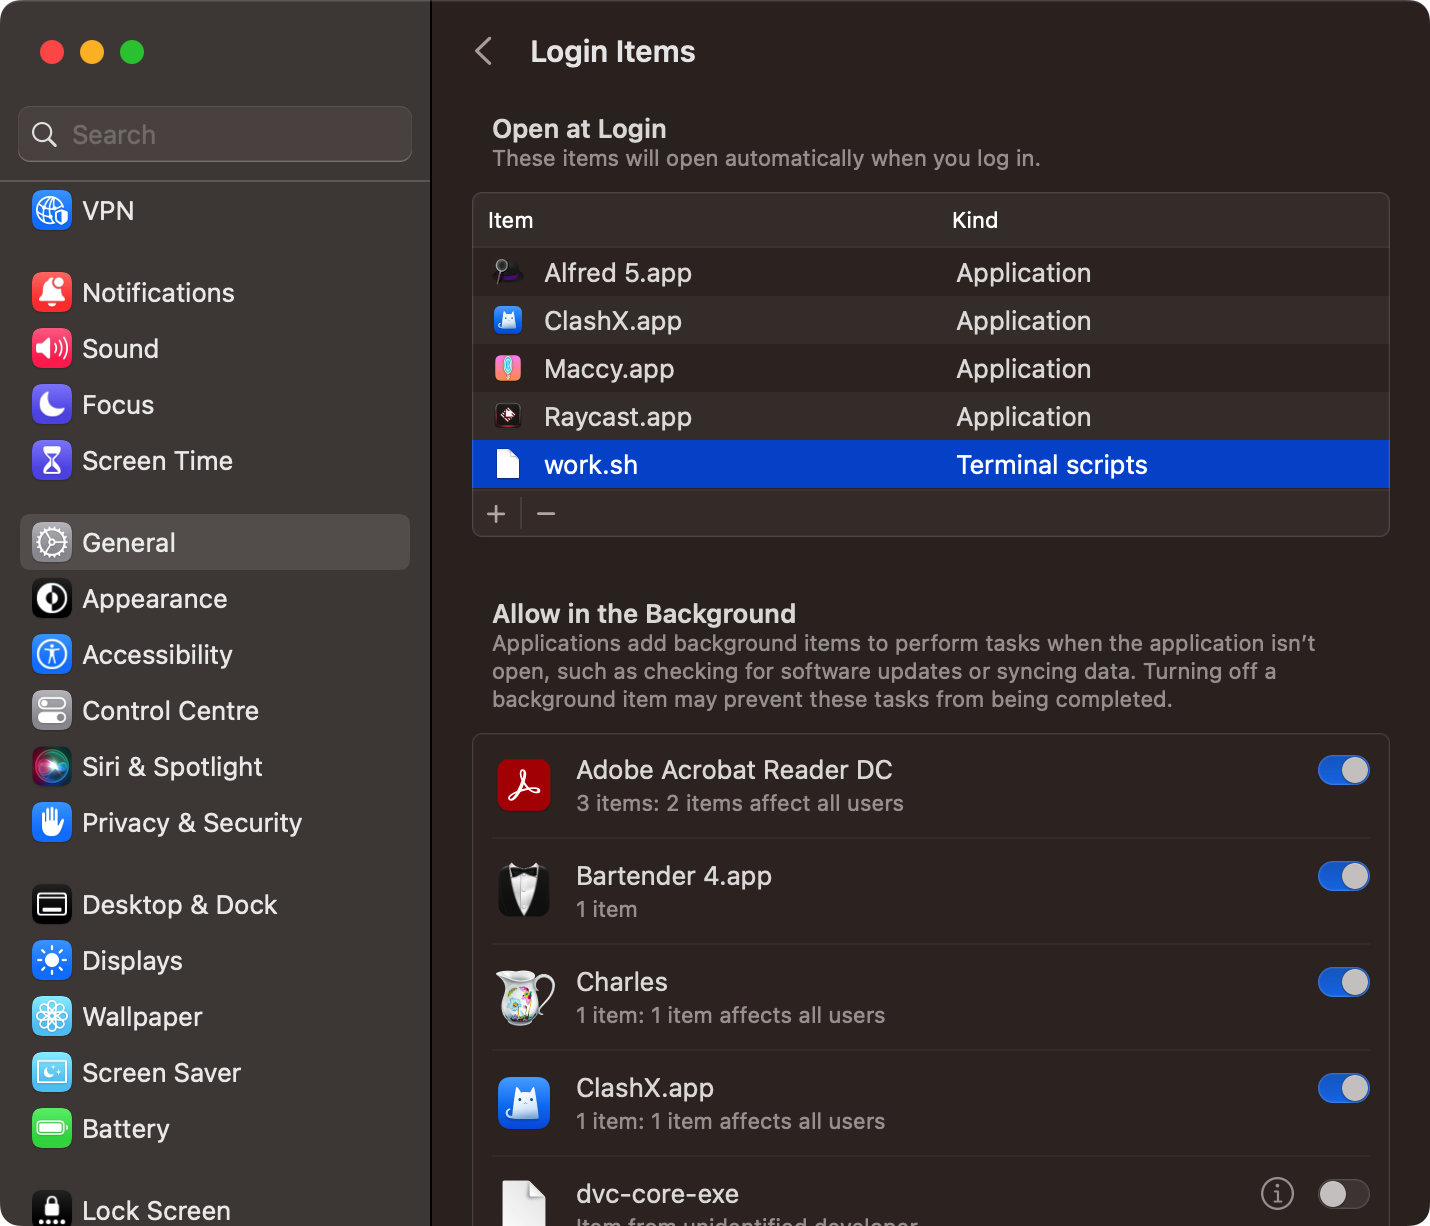 Search
VPN
Notifications
Sound
Focus
Screen Time
General
Appearance
Accessibility
Control Centre
Siri & Spotlight
Privacy & Security
Desktop & Dock
Displays
Wallpaper
Screen Saver
Battery
Lock Screen
Login Items
Open at Login
These items will open automatically when you log in.
Item Kind
Alfred 5.app Application
ClashX.app Application
Maccy.app Application
Raycast.app Application
work.sh Terminal scripts
Allow in the Background
Applications add background items to perform tasks when the application isn’t
open, such as checking for software updates or syncing data. Turning off a
background item may prevent these tasks from being completed.
Adobe Acrobat Reader DC
3 items: 2 items affect all users
Bartender 4.app
1 item
Charles
1 item: 1 item affects all users
ClashX.app
1 item: 1 item affects all users
dvc-core-exe
Item from unidentified developer